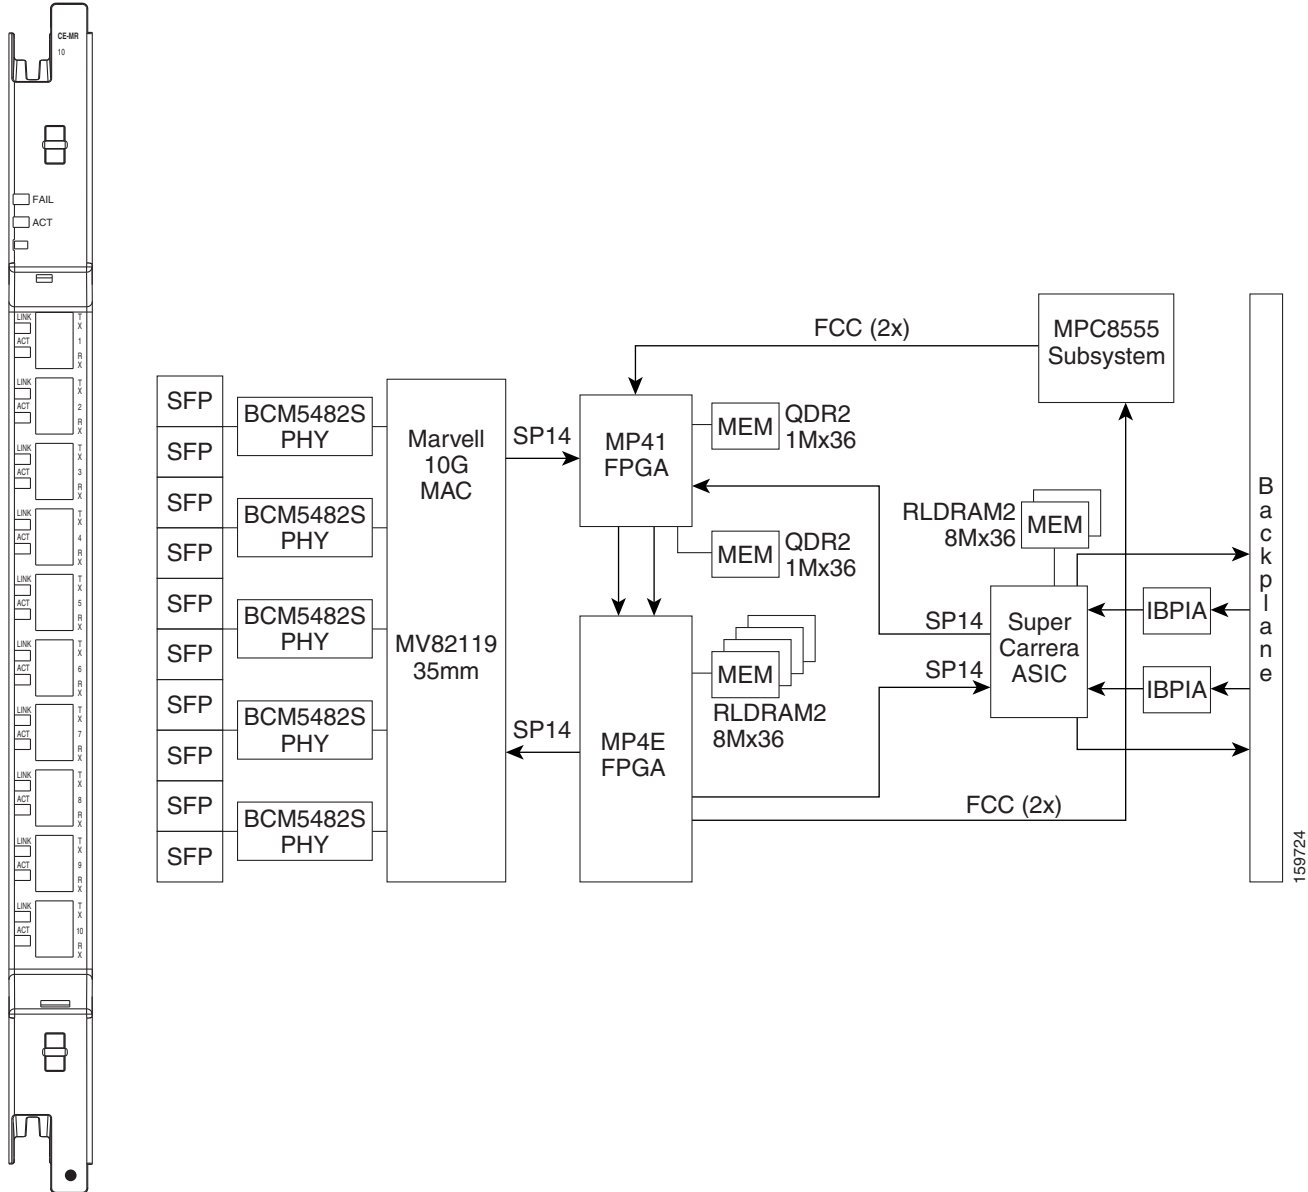 CE-MR
10
FAIL
ACT
LINK
ACT
TX
1
RX
LINK
ACT
TX
2
RX
LINK
ACT
TX
3
RX
LINK
ACT
TX
4
RX
LINK
ACT
TX
5
RX
LINK
ACT
TX
6
RX
LINK
ACT
TX
7
RX
LINK
ACT
TX
8
RX
LINK
ACT
TX
9
RX
LINK
ACT
TX
10
RX
SFP
SFP
SFP
SFP
SFP
SFP
SFP
SFP
SFP
SFP
BCM5482S
PHY
BCM5482S
PHY
BCM5482S
PHY
BCM5482S
PHY
BCM5482S
PHY
Marvell
10G
MAC
MV82119
35mm
SP14
SP14
FCC (2x)
MP41
FPGA
MEM
QDR2
1Mx36
MEM
QDR2
1Mx36
MP4E
FPGA
MEM
RLDRAM2
8Mx36
MPC8555
Subsystem
RLDRAM2
8Mx36
MEM
SP14
SP14
Super
Carrera
ASIC
IBPIA
IBPIA
FCC (2x)
Backplane
159724